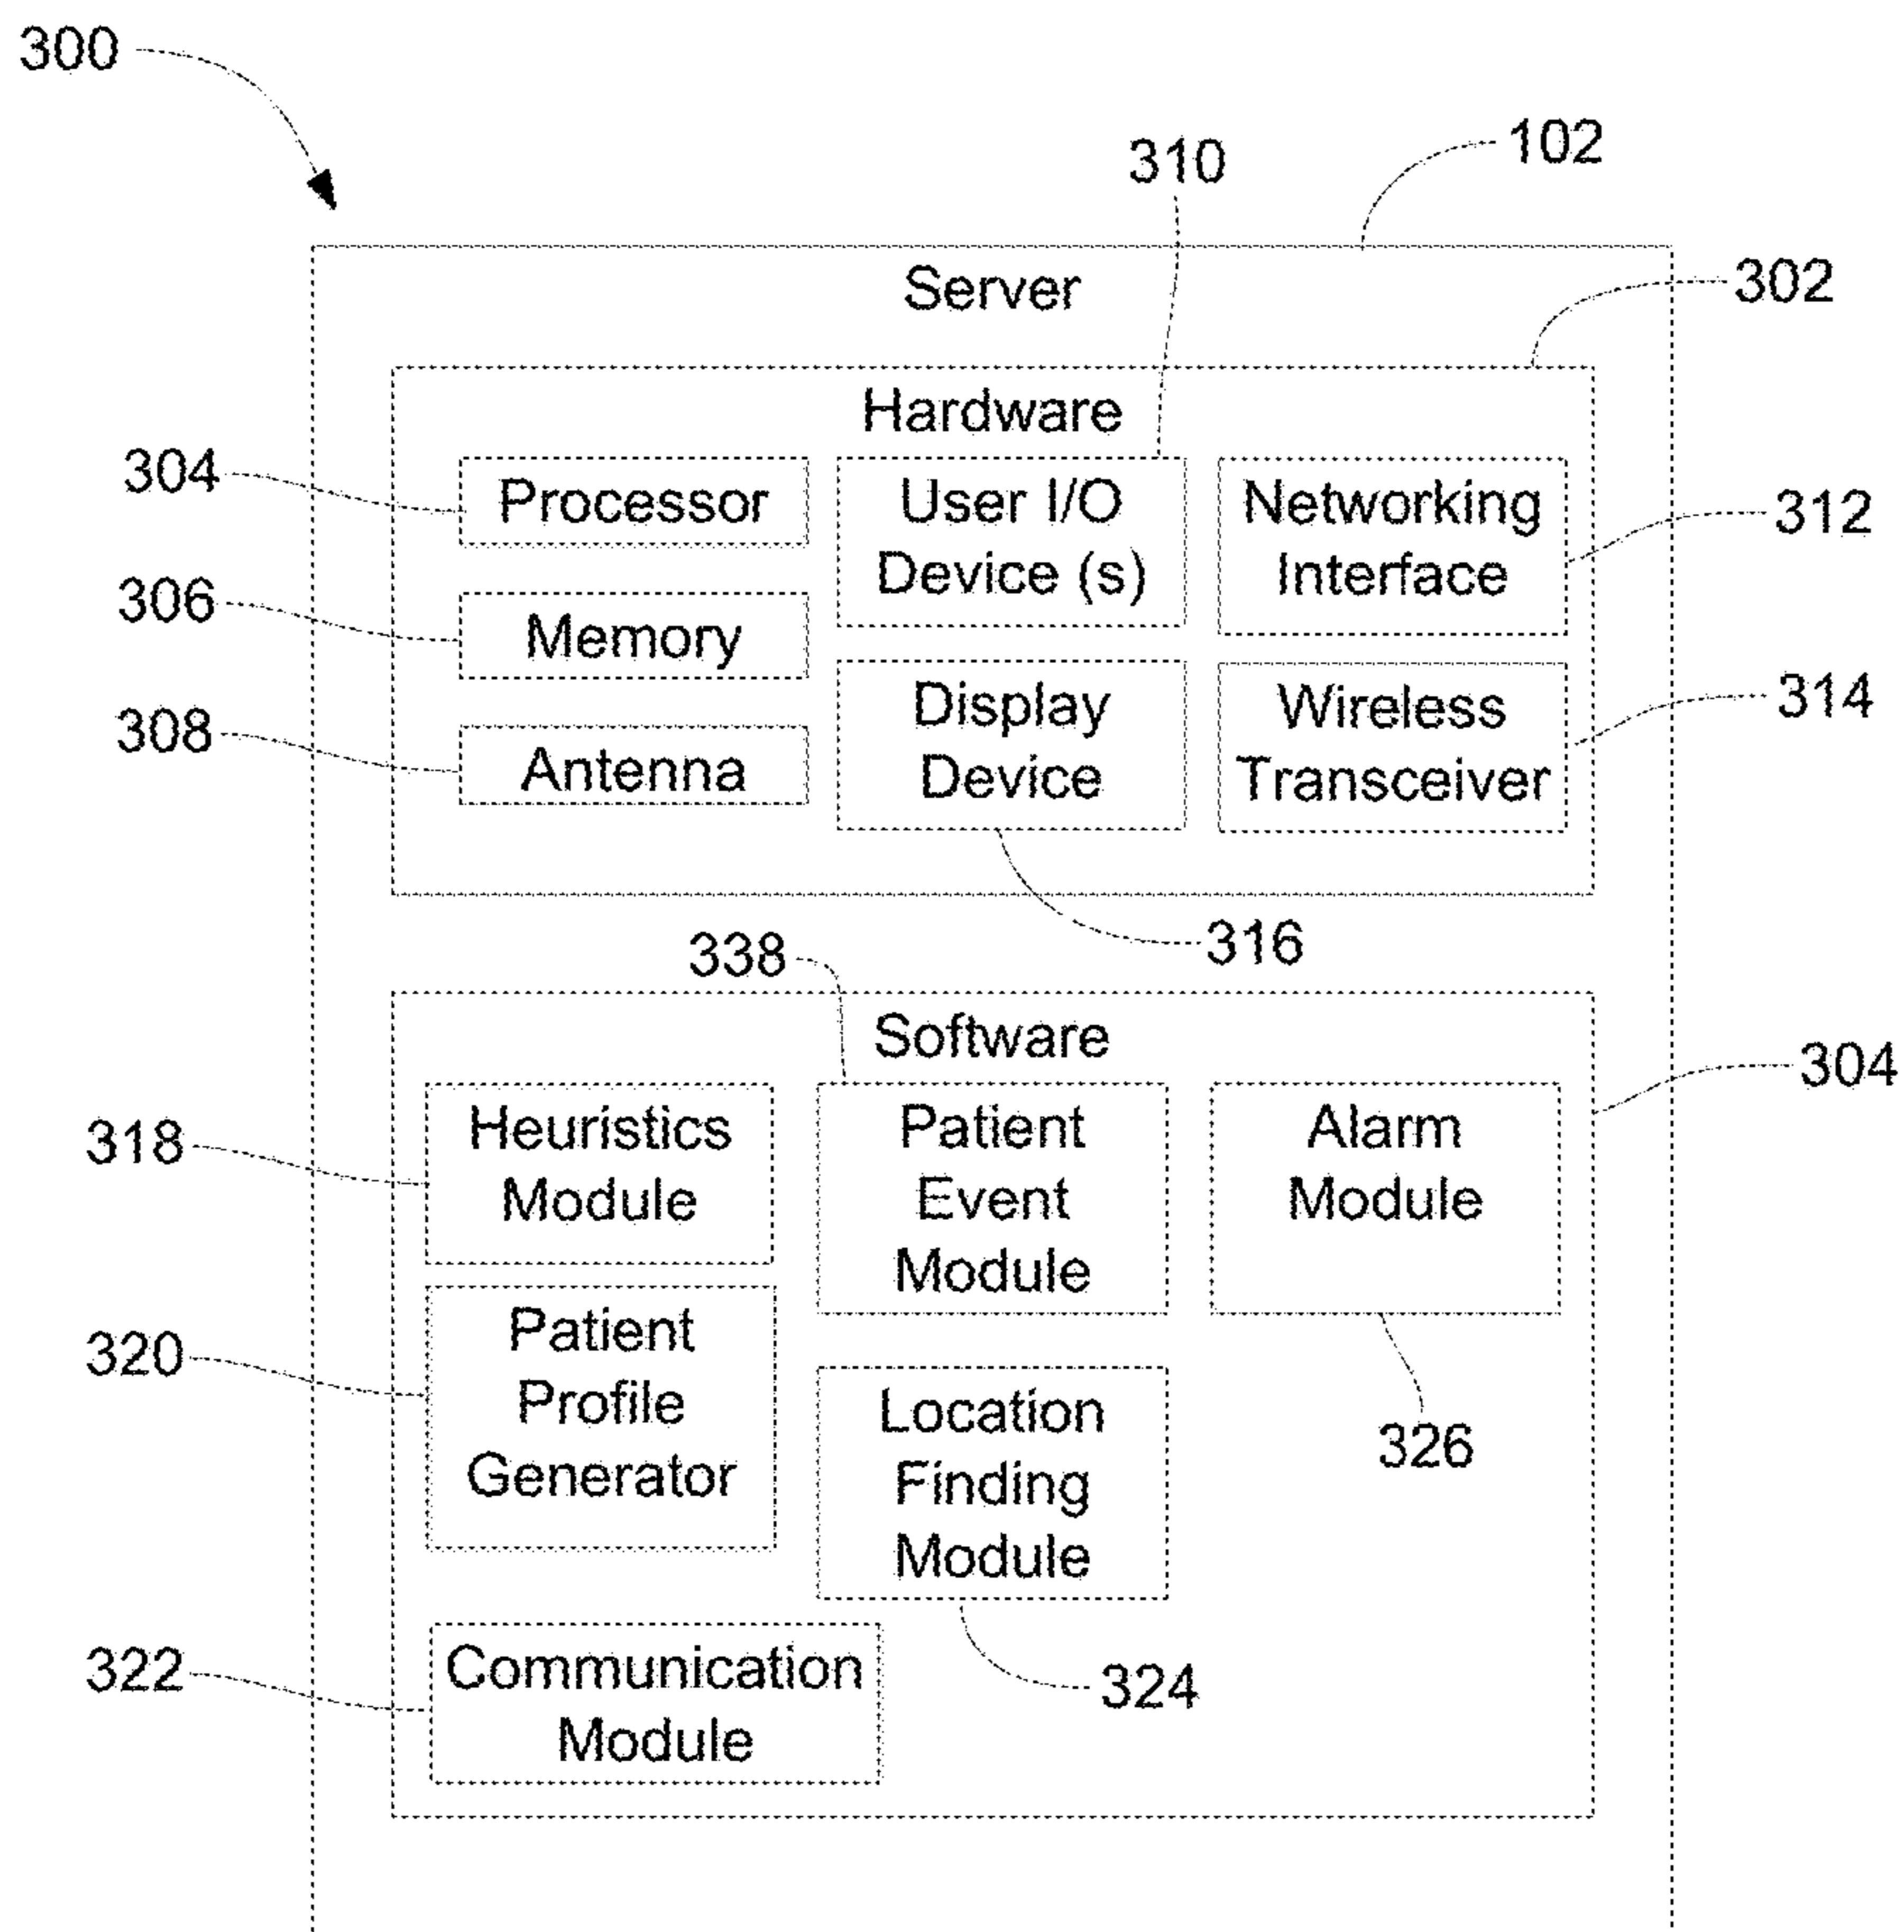 300
102
310
Server
302
Hardware
304
Processor
User I/O
Device (s)
Networking
Interface
312
306
Memory
308
Antenna
Display
Device
Wireless
Transceiver
314
316
338
Software
304
318
Heuristics
Module
Patient
Event
Module
Alarm
Module
320
Patient
Profile
Generator
Location
Finding
Module
326
322
Communication
Module
324